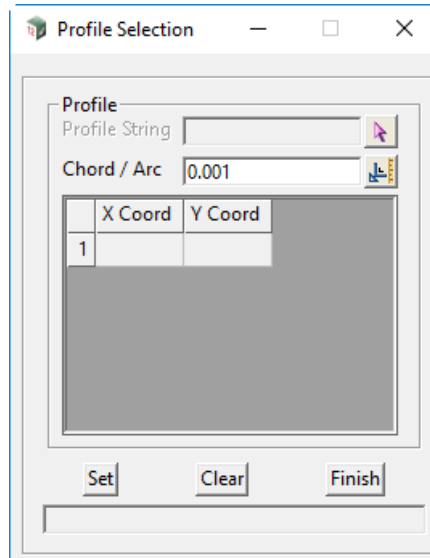 Profile Selection
Profile
Profile String
Chord / Arc 0.001
X Coord Y Coord
1
Set Clear Finish